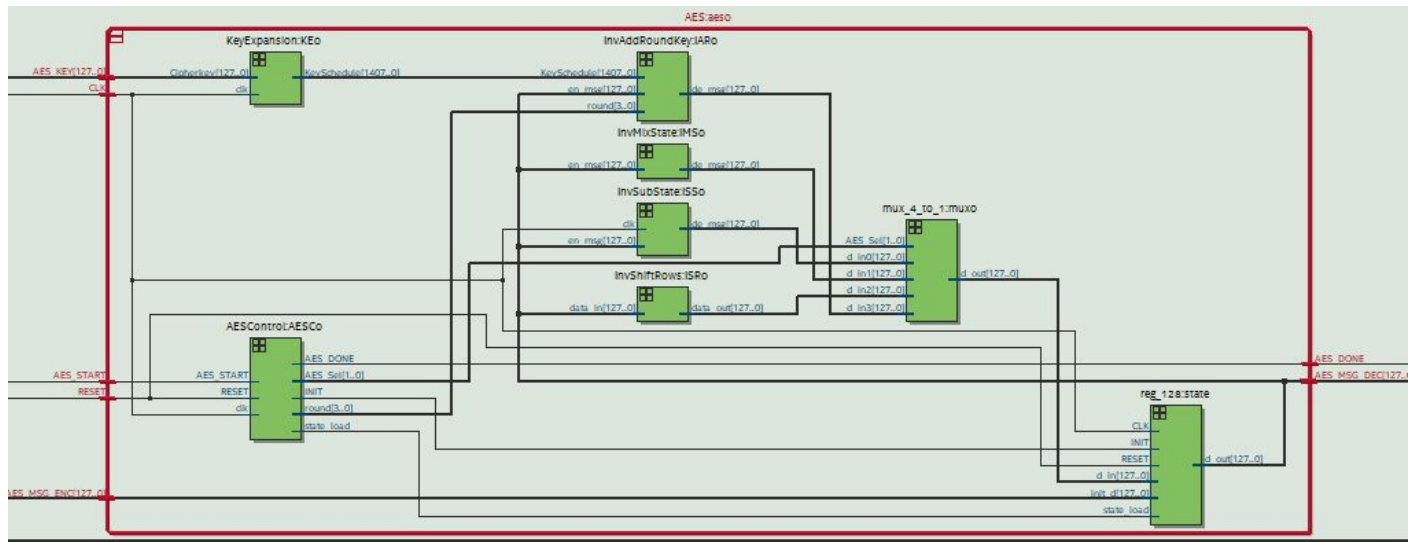 AES:aeso
KeyExpansion:KEo
InvAddRoundKey:IARo
AES_KEY[127..0]
Cipherkey[127..0]
KeySchedule[1407..0]
KeySchedule[1407..0]
CLK
clk
en_msg[127..0]
de_msg[127..0]
round[3..0]
InvMixState:IMSo
en_msg[127..0]
de_msg[127..0]
InvSubState:ISSo
mux_4_to_1:muxo
clk
de_msg[127..0]
en_msg[127..0]
AES_Sel[1..0]
d_in0[127..0]
InvShiftRows:ISRo
d_in1[127..0]
d_out[127..0]
d_in2[127..0]
data_in[127..0]
data_out[127..0]
d_in3[127..0]
AESControl:AESCo
AES_DONE
AES_DONE
AES_START
AES_START
AES_Sel[1..0]
AES_MSG_DEC[127..
RESET
RESET
INIT
reg_128:state
clk
round[3..0]
state_load
CLK
INIT
RESET
d_out[127..0]
d_in[127..0]
AES_MSG_ENC[127..0]
init_d[127..0]
state_load